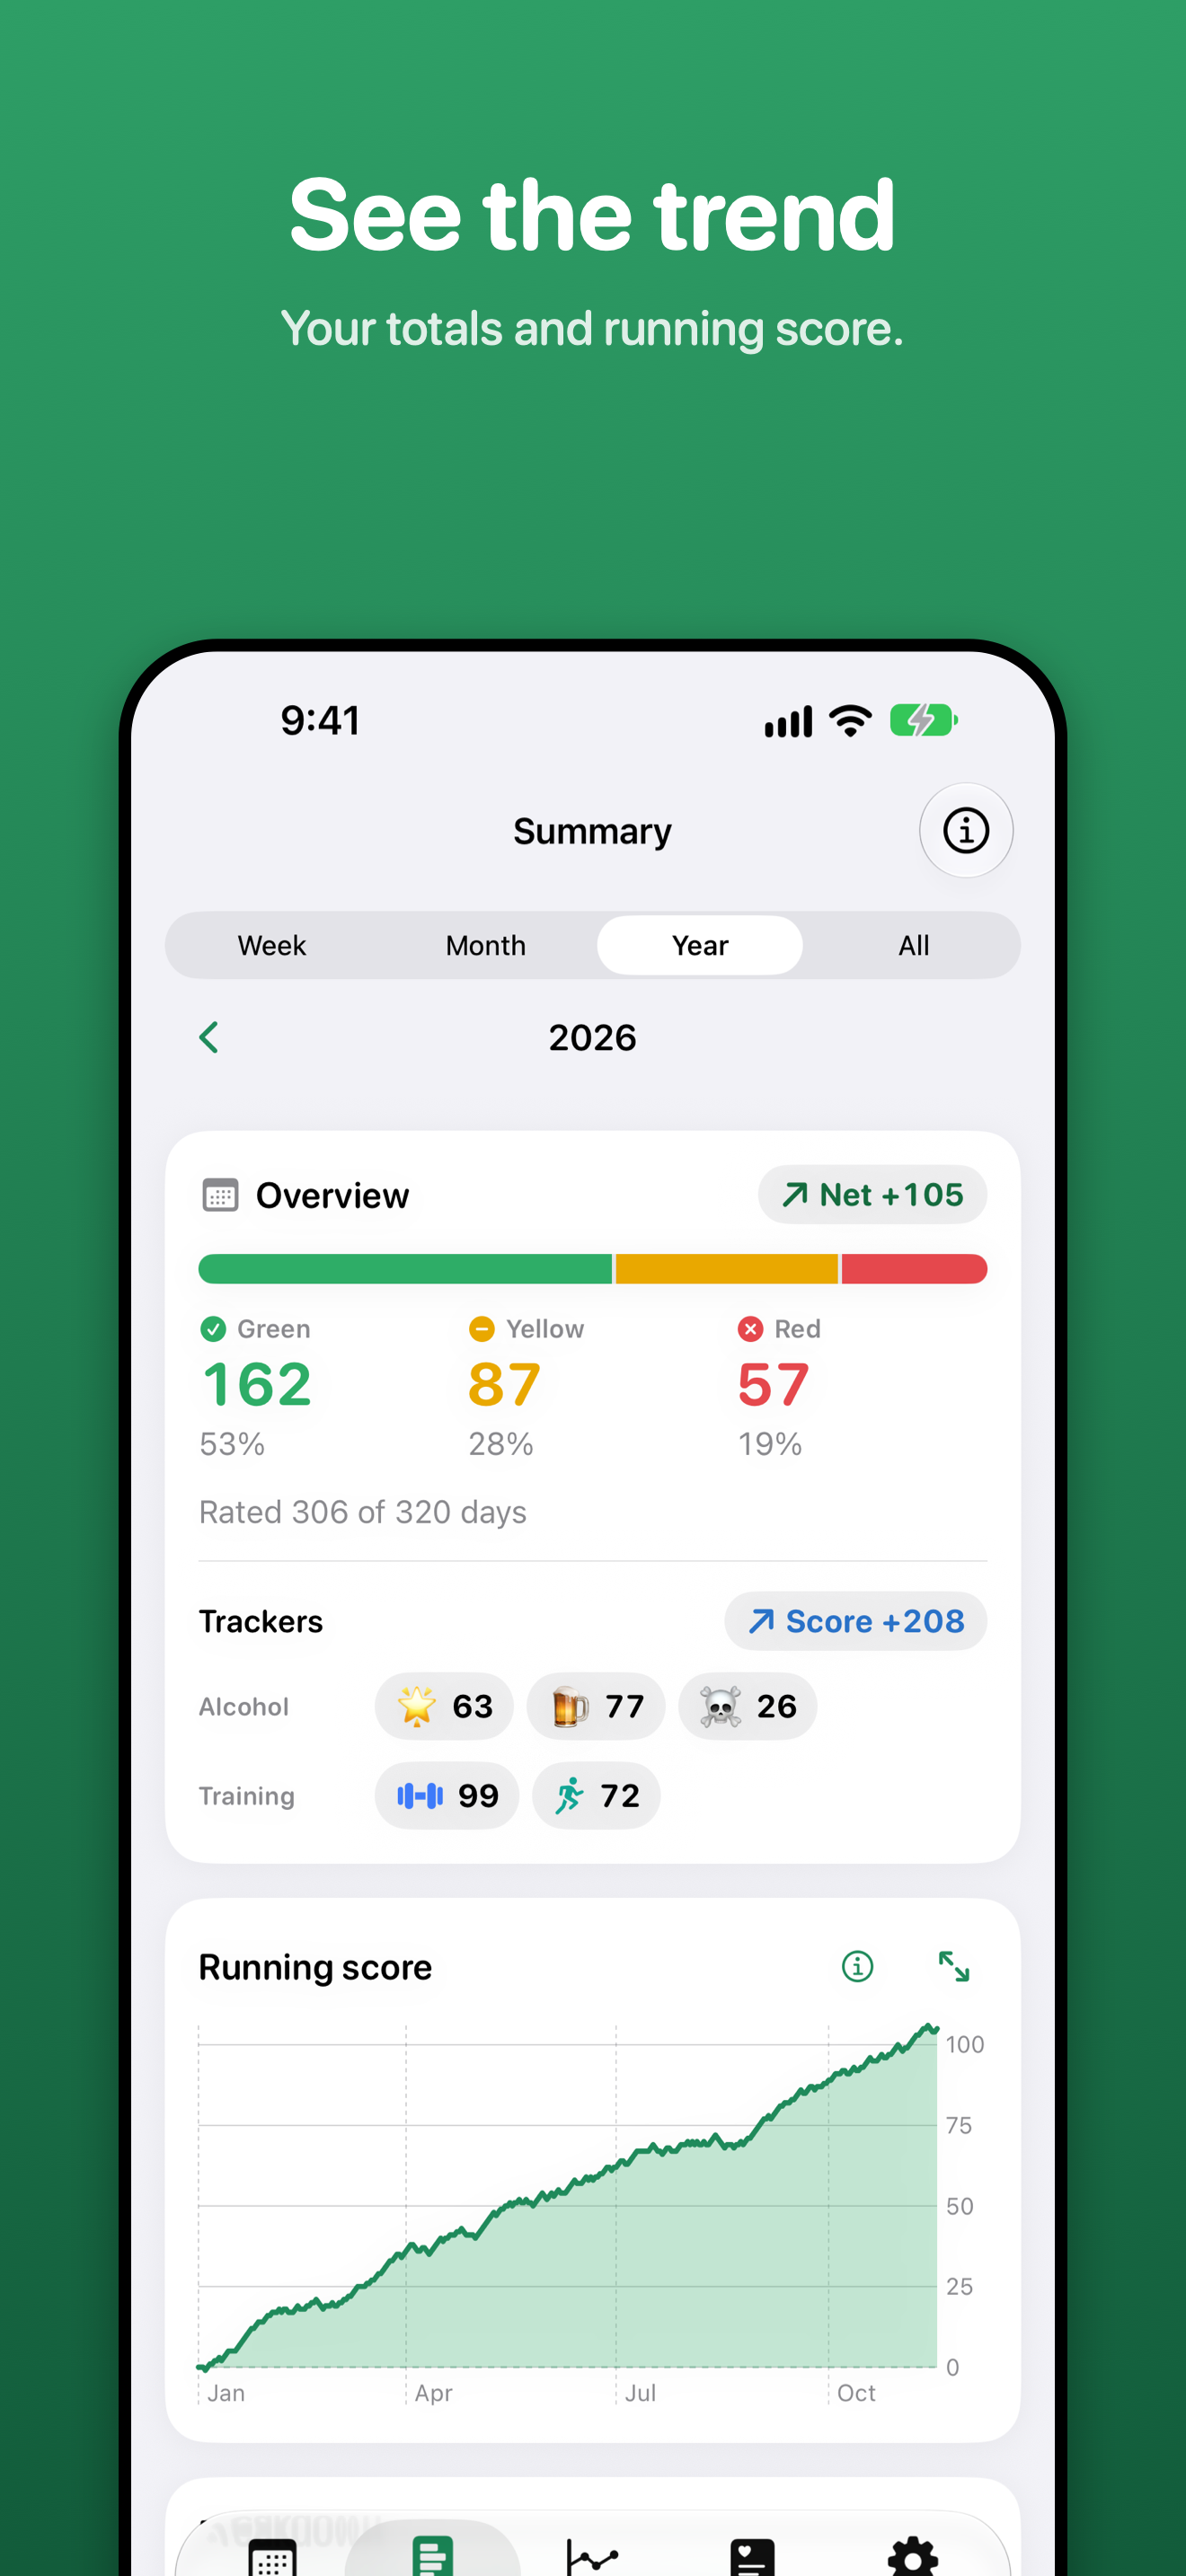 See the trend
Your totals and running score.
9:41
Summary
Week Month Year All
2026
Overview Net +105
Green Yellow Red
162 87 57
53% 28% 19%
Rated 306 of 320 days
Trackers Score +208
Alcohol 63 77 26
Training 99 72
Running score
100
75
50
25
0
Jan Apr Jul Oct